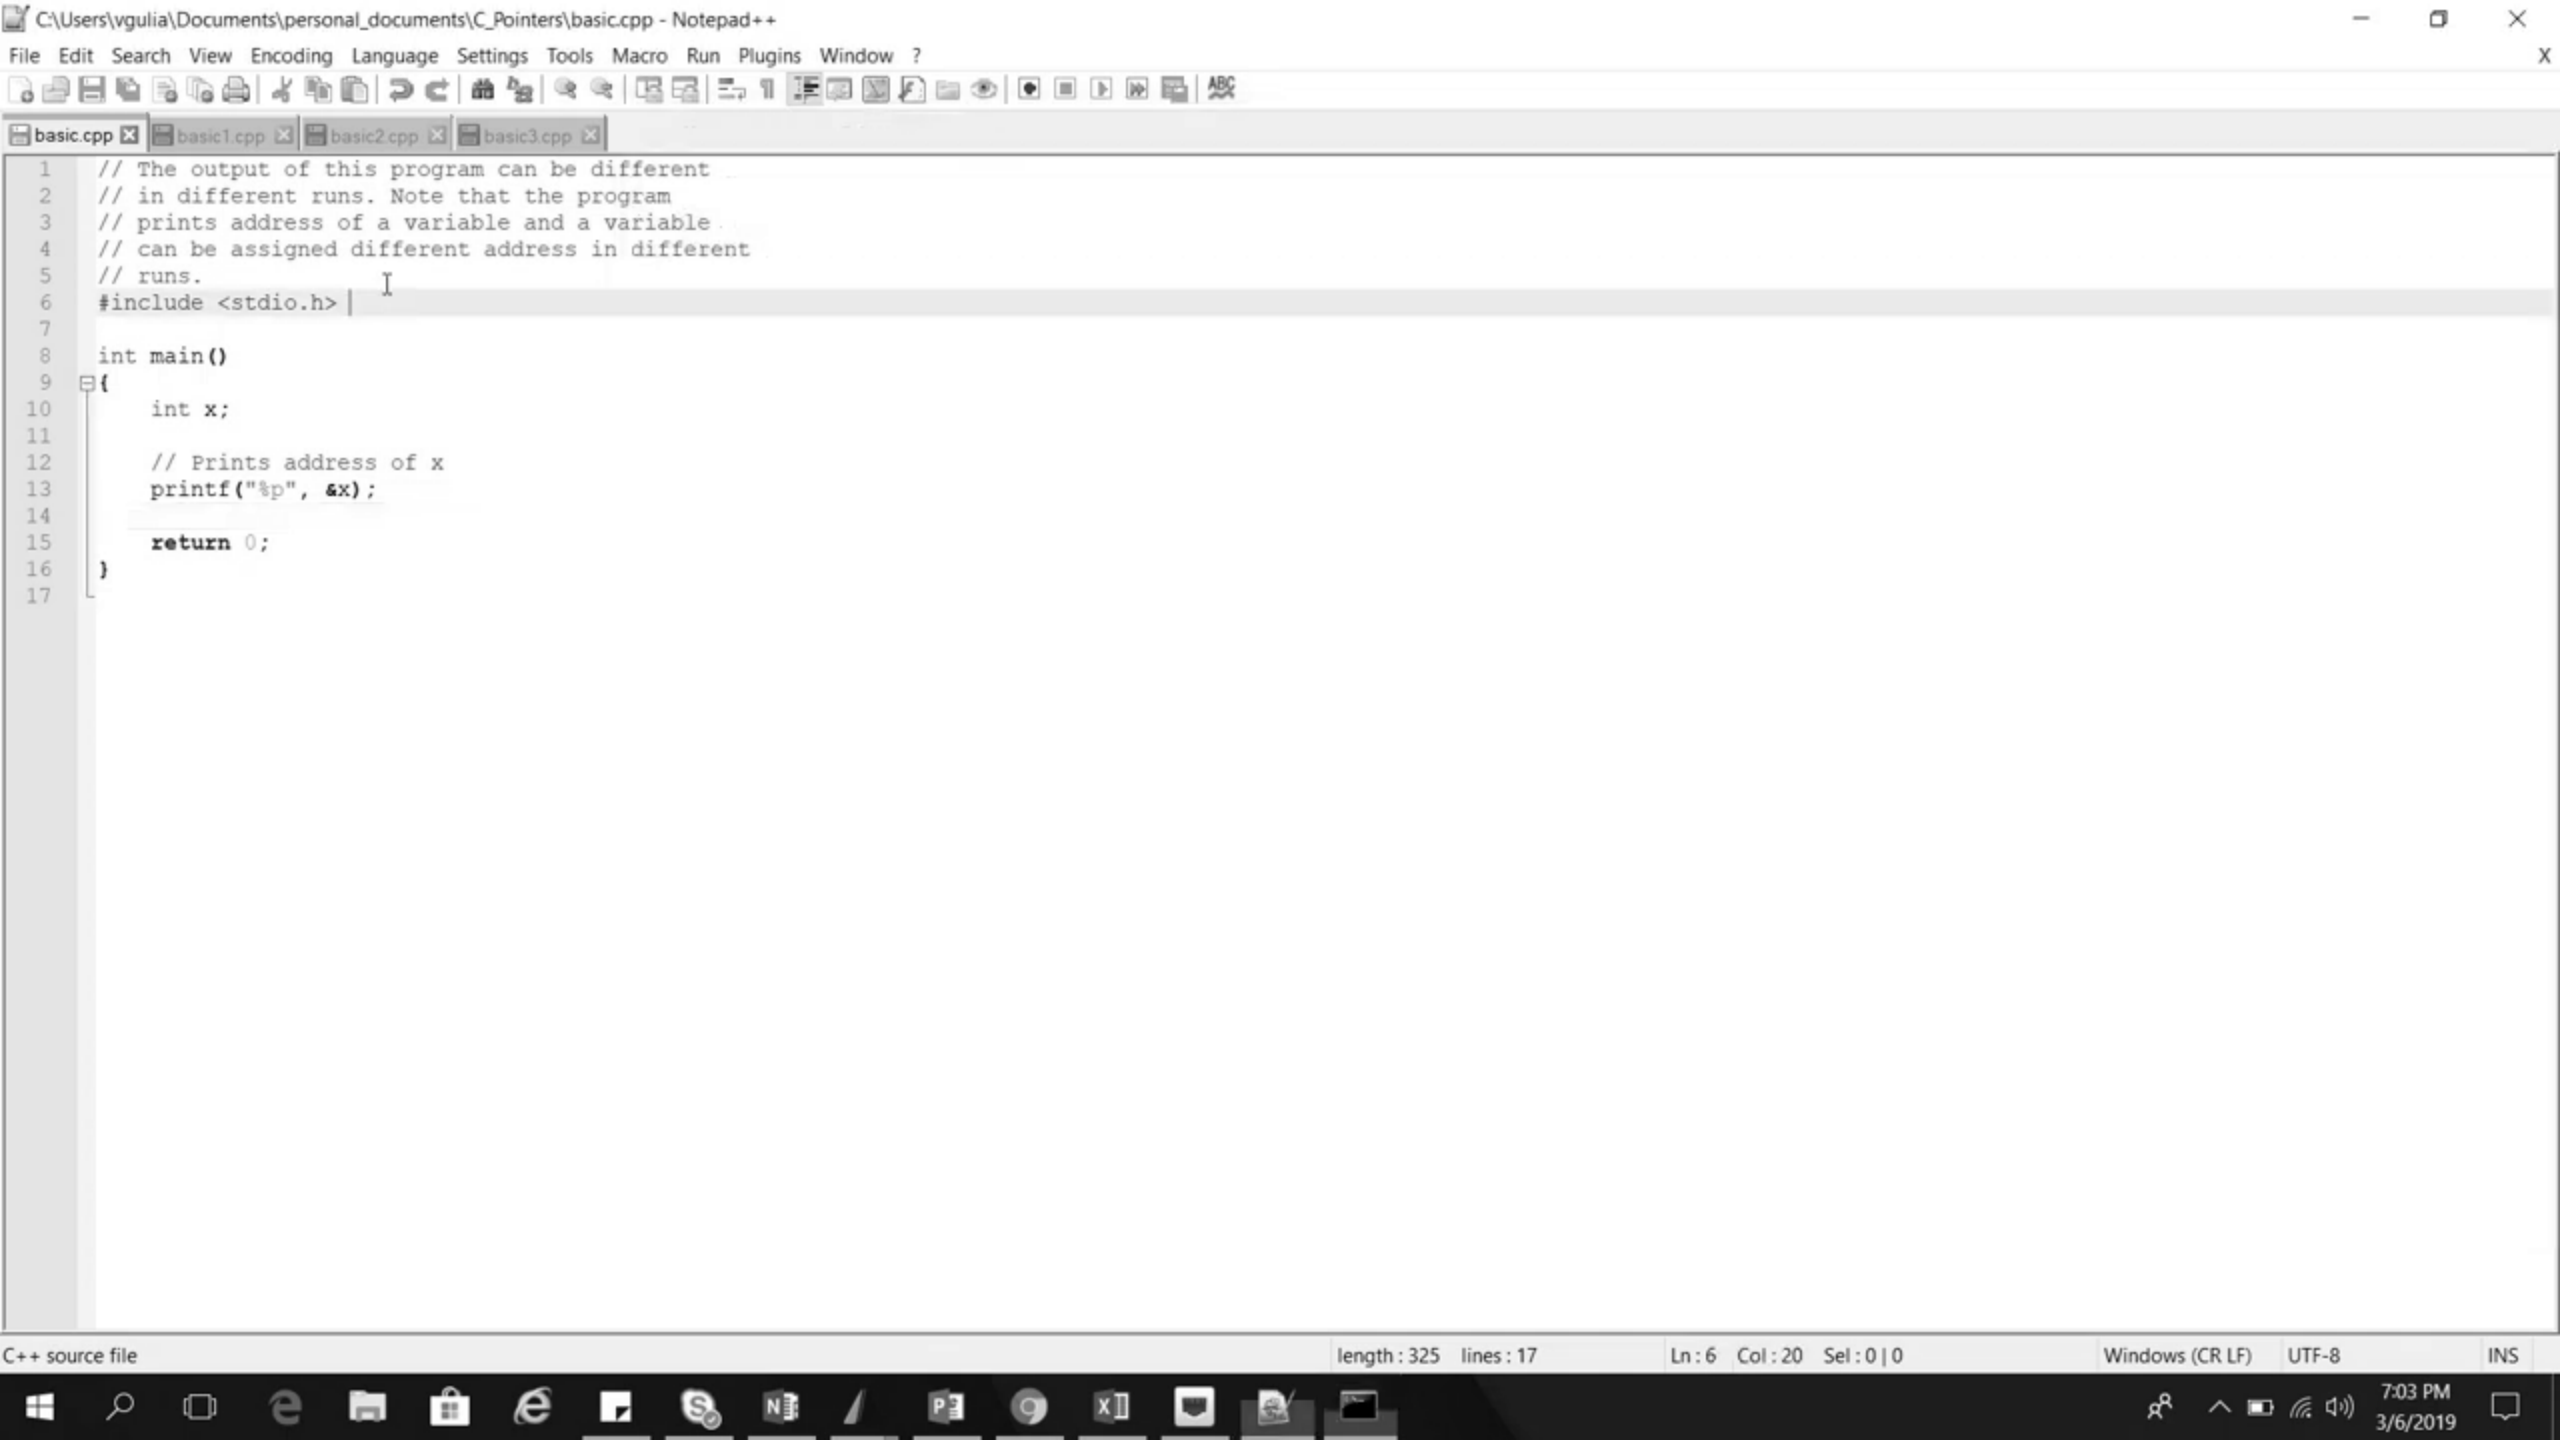 C:\Users\vgulia\Documents\personal_documents\C_Pointers\basic.cpp - Notepad++
File Edit Search View Encoding Language Settings Tools Macro Run Plugins Window ? X
ABC
basic.cpp basic1.cpp basic2.cpp basic3.cpp
1 // The output of this program can be different
2 // in different runs. Note that the program
3 // prints address of a variable and a variable
4 // can be assigned different address in different
5 // runs.
6 #include <stdio.h>
7
8 int main()
9 {
10 int x;
11
12 // Prints address of x
13 printf("%p", &x);
14
15 return 0;
16 }
17
C++ source file length : 325 lines : 17 Ln : 6 Col : 20 Sel : 0 | 0 Windows (CR LF) UTF-8 INS
7:03 PM
3/6/2019